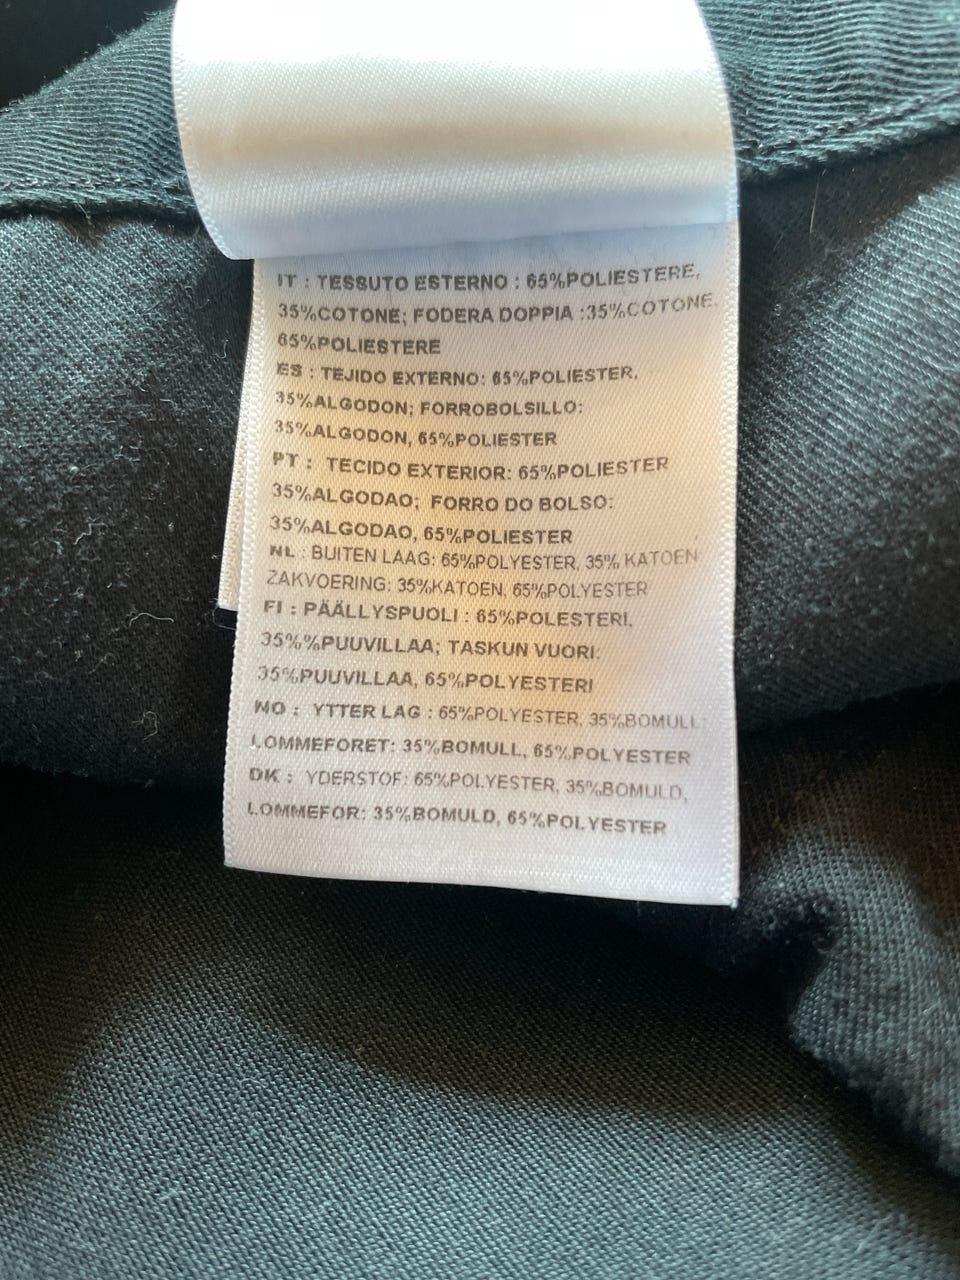 IT : TESSUTO ESTERNO : 65%POLIESTERE,
35%COTONE; FODERA DOPPIA :35%COTONE,
65%POLIESTERE
ES : TEJIDO EXTERNO: 65%POLIESTER,
35%ALGODON; FORROBOLSILLO:
35%ALGODON, 65%POLIESTER
PT : TECIDO EXTERIOR: 65%POLIESTER
35%ALGODAO; FORRO DO BOLSO:
35%ALGODAO, 65%POLIESTER
NL : BUITEN LAAG: 65%POLYESTER, 35% KATOEN
ZAKVOERING: 35%KATOEN, 65%POLYESTER
FI : PÄÄLLYSPUOLI : 65%POLESTERI,
35%%PUUVILLAA; TASKUN VUORI:
35%PUUVILLAA, 65%POLYESTERI
NO : YTTER LAG : 65%POLYESTER, 35%BOMULL:
LOMMEFORET: 35%BOMULL, 65%POLYESTER
DK : YDERSTOF: 65%POLYESTER, 35%BOMULD,
LOMMEFOR: 35%BOMULD, 65%POLYESTER